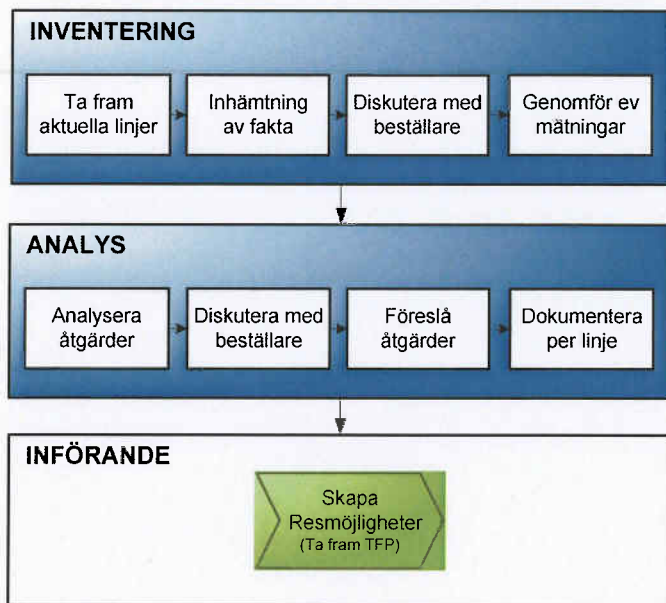 INVENTERING
Ta fram
aktuella linjer
Inhämtning
av fakta
Diskutera med
beställare
Genomför ev
mätningar
ANALYS
Analysera
åtgärder
Diskutera med
beställare
Föreslå
åtgärder
Dokumentera
per linje
INFÖRANDE
Skapa
Resmöjligheter
(Ta fram TFP)